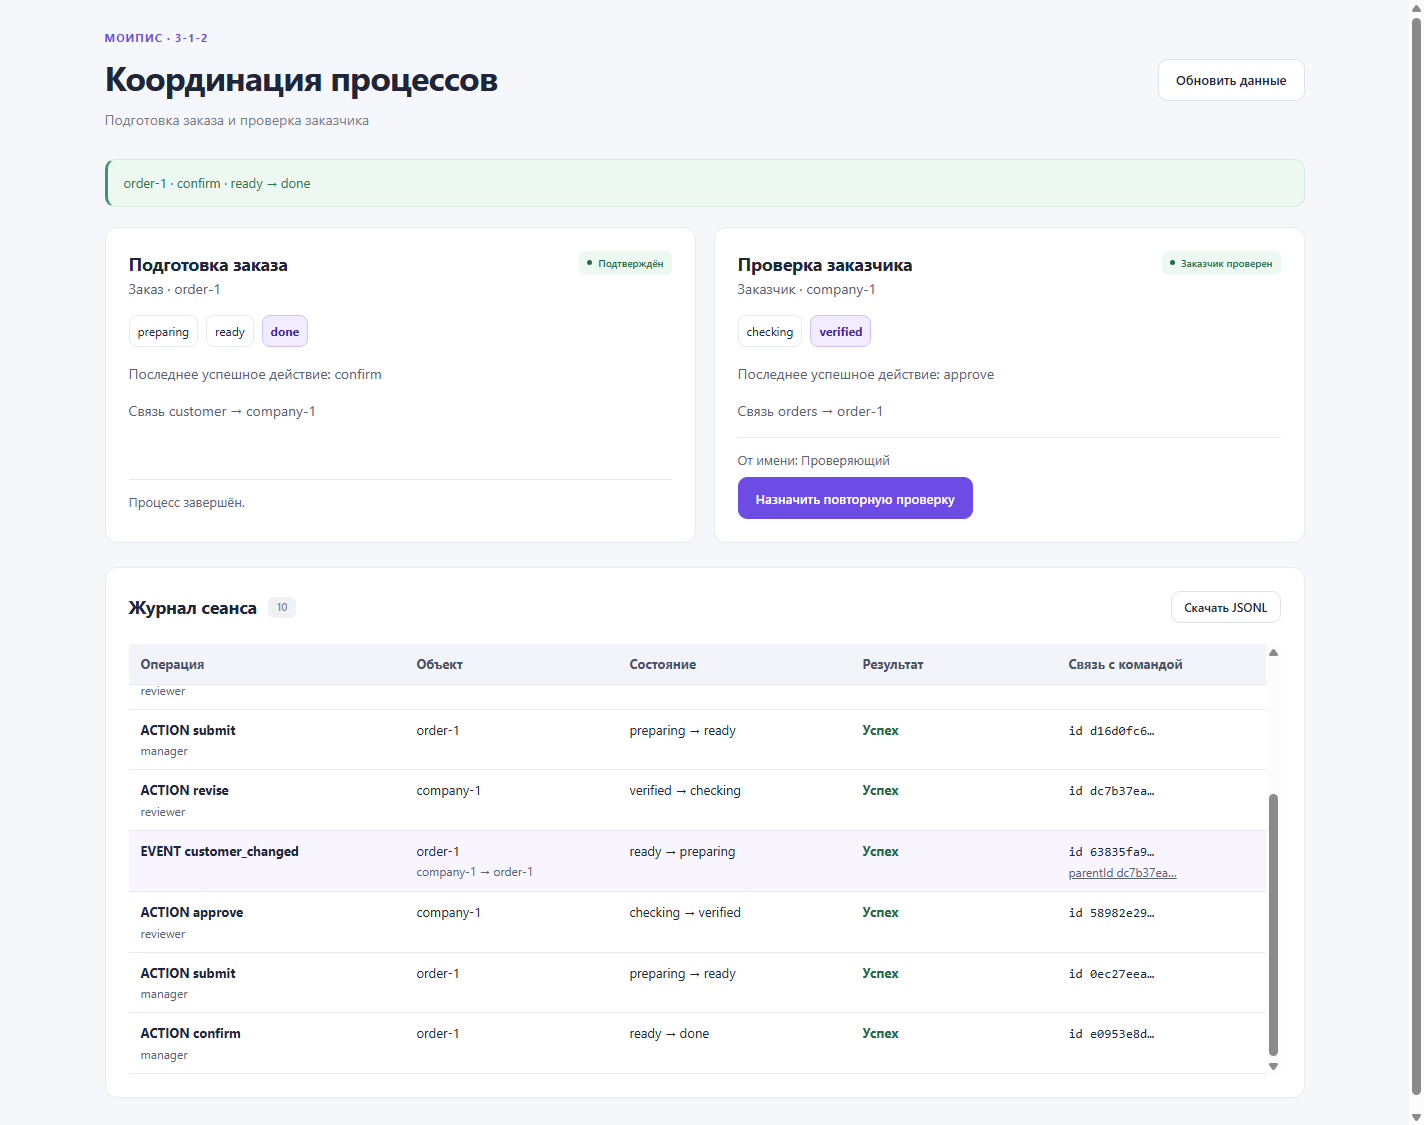 МОИПИС · 3-1-2
Координация процессов
Обновить данные
Подготовка заказа и проверка заказчика
order-1 · confirm · ready → done
Подготовка заказа
Подтверждён
Заказ · order-1
preparing
ready
done
Последнее успешное действие: confirm
Связь customer → company-1
Процесс завершён.
Проверка заказчика
Заказчик проверен
Заказчик · company-1
checking
verified
Последнее успешное действие: approve
Связь orders → order-1
От имени: Проверяющий
Назначить повторную проверку
Журнал сеанса 10
Скачать JSONL
Операция Объект Состояние Результат Связь с командой
reviewer
ACTION submit order-1 preparing → ready Успех id d16d0fc6…
manager
ACTION revise company-1 verified → checking Успех id dc7b37ea…
reviewer
EVENT customer_changed order-1 ready → preparing Успех id 63835fa9…
company-1 → order-1 parentId dc7b37ea…
ACTION approve company-1 checking → verified Успех id 58982e29…
reviewer
ACTION submit order-1 preparing → ready Успех id 0ec27eea…
manager
ACTION confirm order-1 ready → done Успех id e0953e8d…
manager